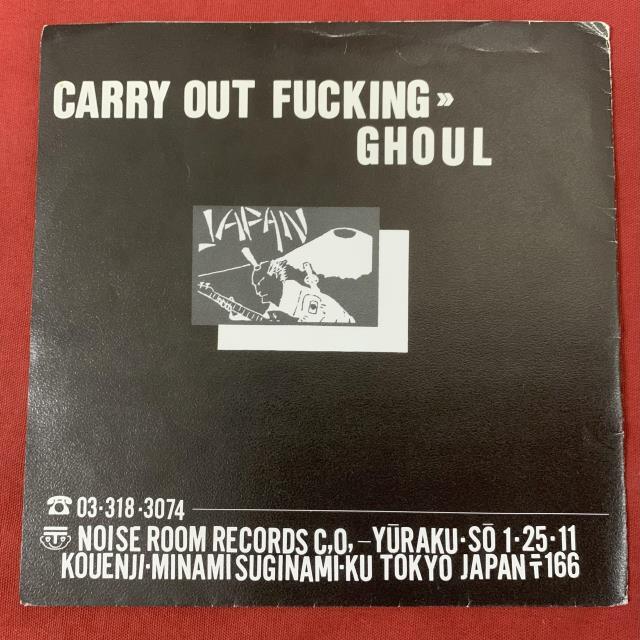 CARRY OUT FUCKING»
GHOUL
JAPAN
☎ 03·318·3074
NOISE ROOM RECORDS C,O, –YŪRAKU·SŌ 1·25·11
KOUENJI·MINAMI SUGINAMI·KU TOKYO JAPAN〒166